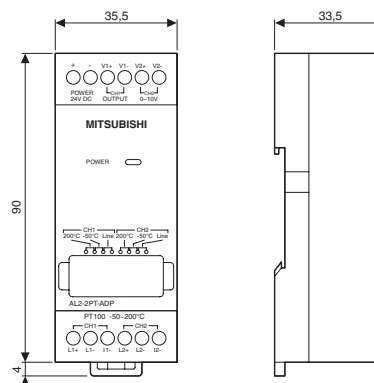 35,5
33,5
+ - V1+ V1- V2+ V2-
POWER CH1 CH2
24V DC OUTPUT 0~10V
MITSUBISHI
POWER
90
CH1 CH2
200°C -50°C Line 200°C -50°C Line
AL2-2PT-ADP
PT100 -50~200°C
CH1 CH2
L1+ L1- I1- L2+ L2- I2-
4